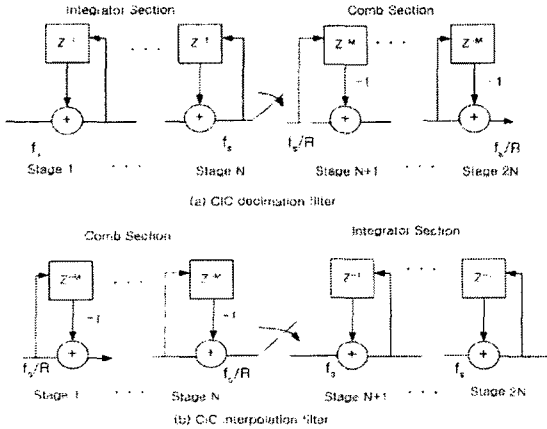 Integrator Section Comb Section
Z⁻¹ . . . Z⁻¹ Z⁻ᴹ . . . Z⁻ᴹ
−1 −1
+ + + +
fₛ fₛ fₛ/R fₛ/R
Stage 1 . . . Stage N Stage N+1 . . . Stage 2N
(a) CIC decimation filter
Comb Section Integrator Section
Z⁻ᴹ . . . Z⁻ᴹ Z⁻¹ . . . Z⁻¹
−1 −1
+ + + +
fₛ/R fₛ/R fₛ fₛ
Stage 1 . . . Stage N Stage N+1 . . . Stage 2N
(b) CIC interpolation filter